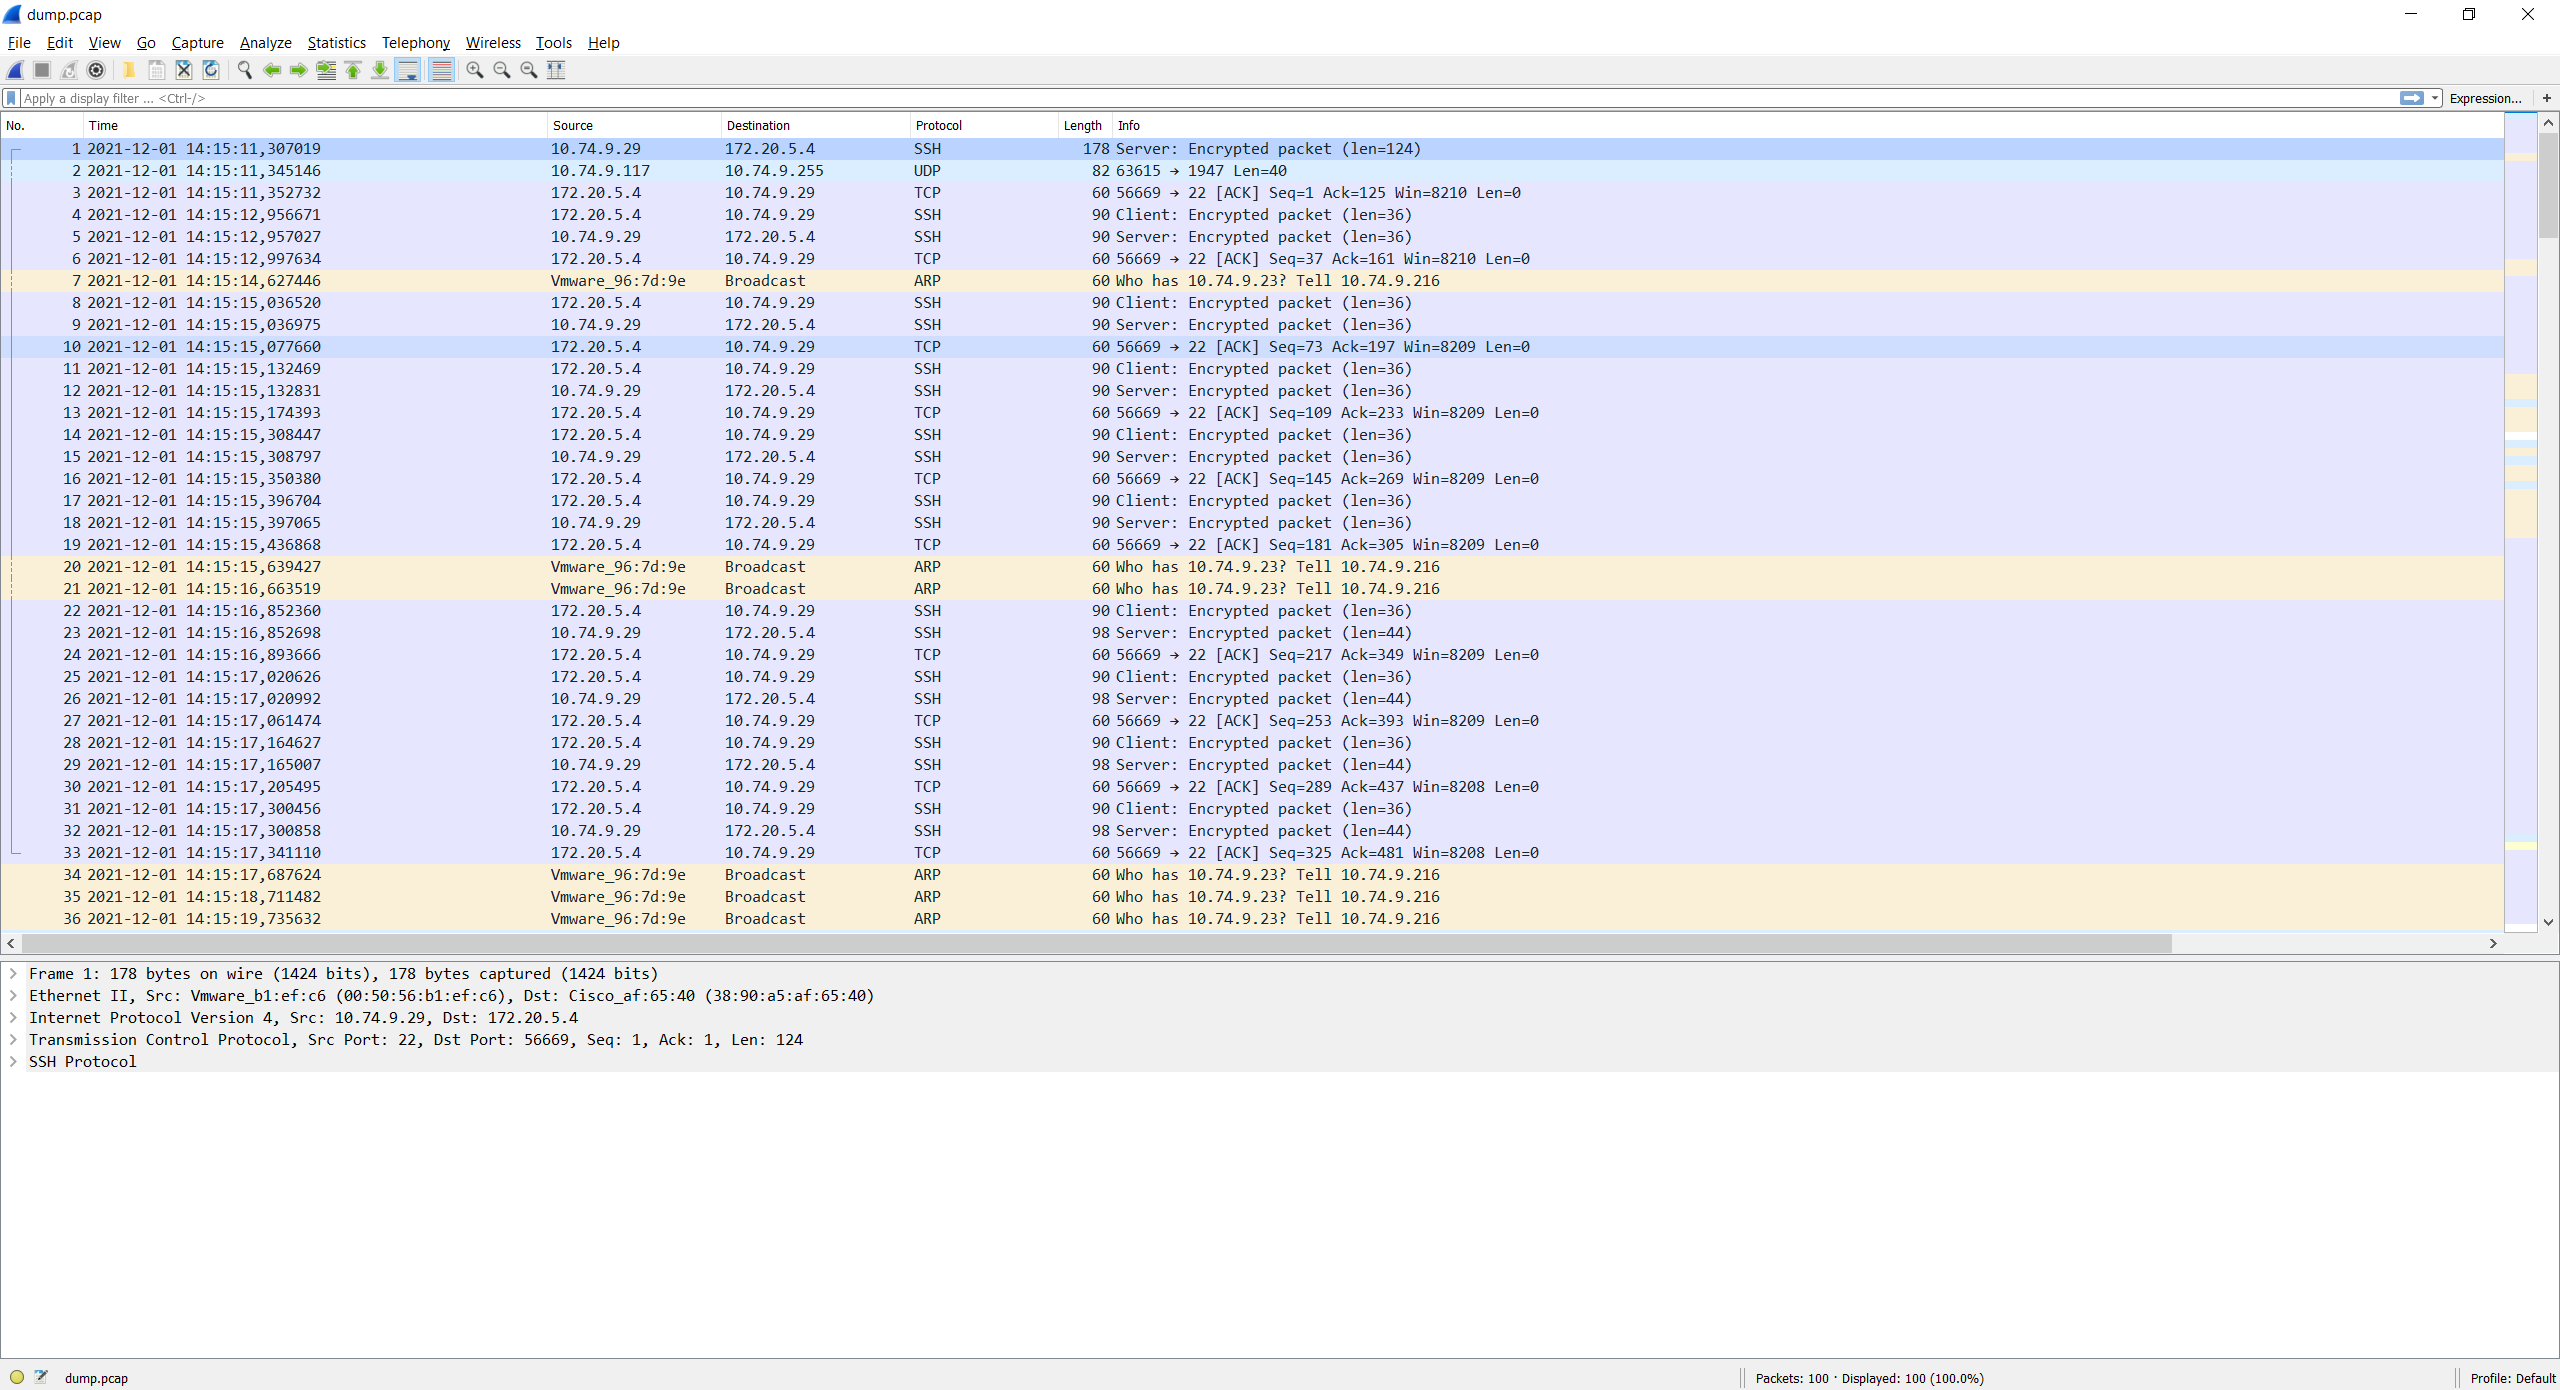 dump.pcap
File Edit View Go Capture Analyze Statistics Telephony Wireless Tools Help
Apply a display filter ... <Ctrl-/> Expression... +
No. Time Source Destination Protocol Length Info
1 2021-12-01 14:15:11,307019 10.74.9.29 172.20.5.4 SSH 178 Server: Encrypted packet (len=124)
2 2021-12-01 14:15:11,345146 10.74.9.117 10.74.9.255 UDP 82 63615 → 1947 Len=40
3 2021-12-01 14:15:11,352732 172.20.5.4 10.74.9.29 TCP 60 56669 → 22 [ACK] Seq=1 Ack=125 Win=8210 Len=0
4 2021-12-01 14:15:12,956671 172.20.5.4 10.74.9.29 SSH 90 Client: Encrypted packet (len=36)
5 2021-12-01 14:15:12,957027 10.74.9.29 172.20.5.4 SSH 90 Server: Encrypted packet (len=36)
6 2021-12-01 14:15:12,997634 172.20.5.4 10.74.9.29 TCP 60 56669 → 22 [ACK] Seq=37 Ack=161 Win=8210 Len=0
7 2021-12-01 14:15:14,627446 Vmware_96:7d:9e Broadcast ARP 60 Who has 10.74.9.23? Tell 10.74.9.216
8 2021-12-01 14:15:15,036520 172.20.5.4 10.74.9.29 SSH 90 Client: Encrypted packet (len=36)
9 2021-12-01 14:15:15,036975 10.74.9.29 172.20.5.4 SSH 90 Server: Encrypted packet (len=36)
10 2021-12-01 14:15:15,077660 172.20.5.4 10.74.9.29 TCP 60 56669 → 22 [ACK] Seq=73 Ack=197 Win=8209 Len=0
11 2021-12-01 14:15:15,132469 172.20.5.4 10.74.9.29 SSH 90 Client: Encrypted packet (len=36)
12 2021-12-01 14:15:15,132831 10.74.9.29 172.20.5.4 SSH 90 Server: Encrypted packet (len=36)
13 2021-12-01 14:15:15,174393 172.20.5.4 10.74.9.29 TCP 60 56669 → 22 [ACK] Seq=109 Ack=233 Win=8209 Len=0
14 2021-12-01 14:15:15,308447 172.20.5.4 10.74.9.29 SSH 90 Client: Encrypted packet (len=36)
15 2021-12-01 14:15:15,308797 10.74.9.29 172.20.5.4 SSH 90 Server: Encrypted packet (len=36)
16 2021-12-01 14:15:15,350380 172.20.5.4 10.74.9.29 TCP 60 56669 → 22 [ACK] Seq=145 Ack=269 Win=8209 Len=0
17 2021-12-01 14:15:15,396704 172.20.5.4 10.74.9.29 SSH 90 Client: Encrypted packet (len=36)
18 2021-12-01 14:15:15,397065 10.74.9.29 172.20.5.4 SSH 90 Server: Encrypted packet (len=36)
19 2021-12-01 14:15:15,436868 172.20.5.4 10.74.9.29 TCP 60 56669 → 22 [ACK] Seq=181 Ack=305 Win=8209 Len=0
20 2021-12-01 14:15:15,639427 Vmware_96:7d:9e Broadcast ARP 60 Who has 10.74.9.23? Tell 10.74.9.216
21 2021-12-01 14:15:16,663519 Vmware_96:7d:9e Broadcast ARP 60 Who has 10.74.9.23? Tell 10.74.9.216
22 2021-12-01 14:15:16,852360 172.20.5.4 10.74.9.29 SSH 90 Client: Encrypted packet (len=36)
23 2021-12-01 14:15:16,852698 10.74.9.29 172.20.5.4 SSH 98 Server: Encrypted packet (len=44)
24 2021-12-01 14:15:16,893666 172.20.5.4 10.74.9.29 TCP 60 56669 → 22 [ACK] Seq=217 Ack=349 Win=8209 Len=0
25 2021-12-01 14:15:17,020626 172.20.5.4 10.74.9.29 SSH 90 Client: Encrypted packet (len=36)
26 2021-12-01 14:15:17,020992 10.74.9.29 172.20.5.4 SSH 98 Server: Encrypted packet (len=44)
27 2021-12-01 14:15:17,061474 172.20.5.4 10.74.9.29 TCP 60 56669 → 22 [ACK] Seq=253 Ack=393 Win=8209 Len=0
28 2021-12-01 14:15:17,164627 172.20.5.4 10.74.9.29 SSH 90 Client: Encrypted packet (len=36)
29 2021-12-01 14:15:17,165007 10.74.9.29 172.20.5.4 SSH 98 Server: Encrypted packet (len=44)
30 2021-12-01 14:15:17,205495 172.20.5.4 10.74.9.29 TCP 60 56669 → 22 [ACK] Seq=289 Ack=437 Win=8208 Len=0
31 2021-12-01 14:15:17,300456 172.20.5.4 10.74.9.29 SSH 90 Client: Encrypted packet (len=36)
32 2021-12-01 14:15:17,300858 10.74.9.29 172.20.5.4 SSH 98 Server: Encrypted packet (len=44)
33 2021-12-01 14:15:17,341110 172.20.5.4 10.74.9.29 TCP 60 56669 → 22 [ACK] Seq=325 Ack=481 Win=8208 Len=0
34 2021-12-01 14:15:17,687624 Vmware_96:7d:9e Broadcast ARP 60 Who has 10.74.9.23? Tell 10.74.9.216
35 2021-12-01 14:15:18,711482 Vmware_96:7d:9e Broadcast ARP 60 Who has 10.74.9.23? Tell 10.74.9.216
36 2021-12-01 14:15:19,735632 Vmware_96:7d:9e Broadcast ARP 60 Who has 10.74.9.23? Tell 10.74.9.216
Frame 1: 178 bytes on wire (1424 bits), 178 bytes captured (1424 bits)
Ethernet II, Src: Vmware_b1:ef:c6 (00:50:56:b1:ef:c6), Dst: Cisco_af:65:40 (38:90:a5:af:65:40)
Internet Protocol Version 4, Src: 10.74.9.29, Dst: 172.20.5.4
Transmission Control Protocol, Src Port: 22, Dst Port: 56669, Seq: 1, Ack: 1, Len: 124
SSH Protocol
dump.pcap Packets: 100 · Displayed: 100 (100.0%) Profile: Default